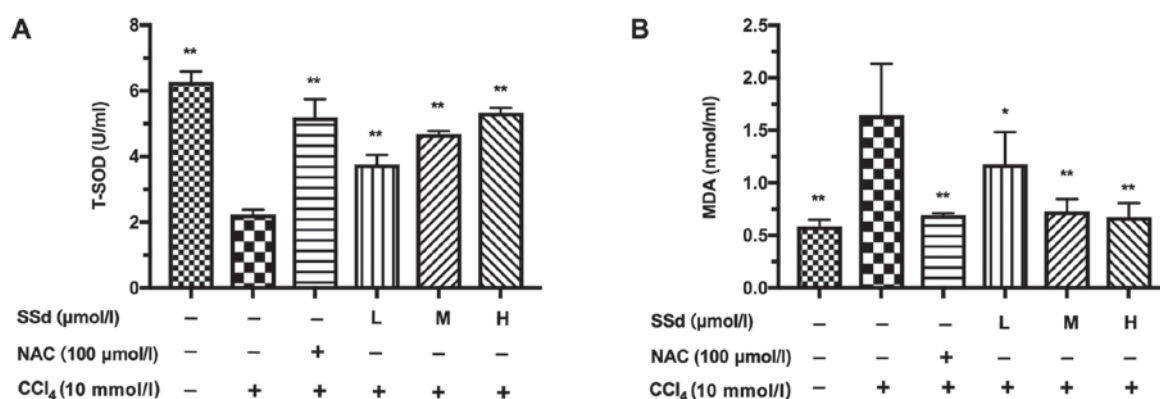 A
T-SOD (U/ml)
8
6
4
2
0
** ** ** ** **
SSd (μmol/l) – – – L M H
NAC (100 μmol/l) – – + – – –
CCl₄ (10 mmol/l) – + + + + +
B
MDA (nmol/ml)
2.5
2.0
1.5
1.0
0.5
0.0
** ** * ** **
SSd (μmol/l) – – – L M H
NAC (100 μmol/l) – – + – – –
CCl₄ (10 mmol/l) – + + + + +